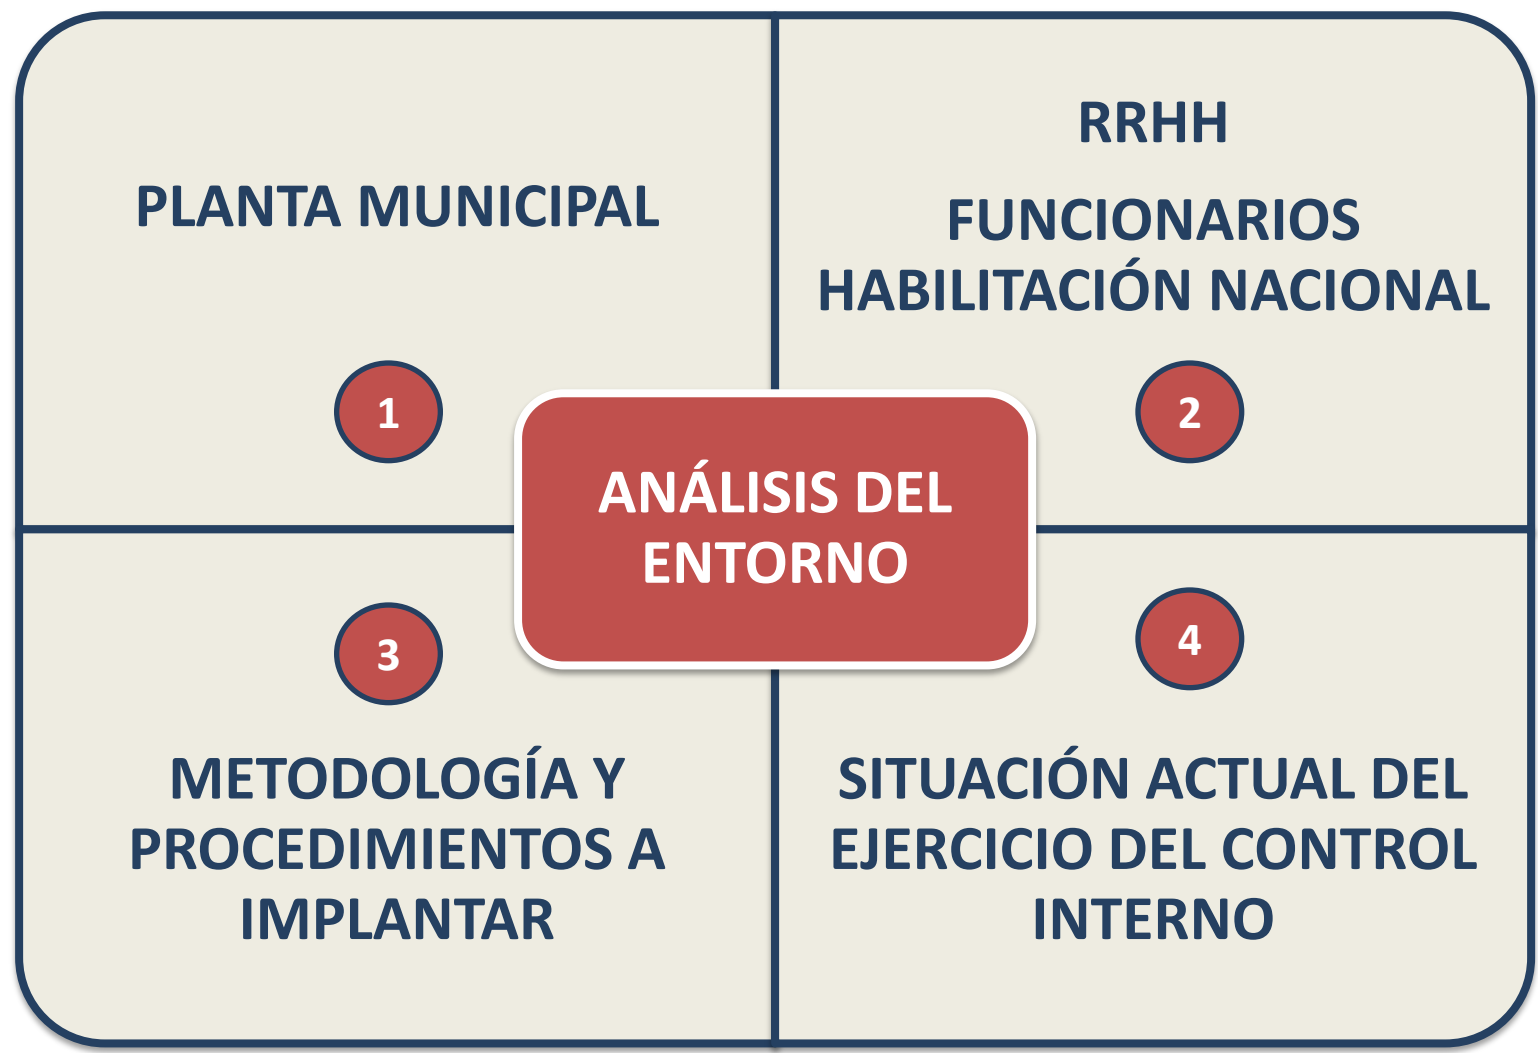 PLANTA MUNICIPAL
1
RRHH
FUNCIONARIOS
HABILITACIÓN NACIONAL
2
ANÁLISIS DEL
ENTORNO
3
METODOLOGÍA Y
PROCEDIMIENTOS A
IMPLANTAR
4
SITUACIÓN ACTUAL DEL
EJERCICIO DEL CONTROL
INTERNO